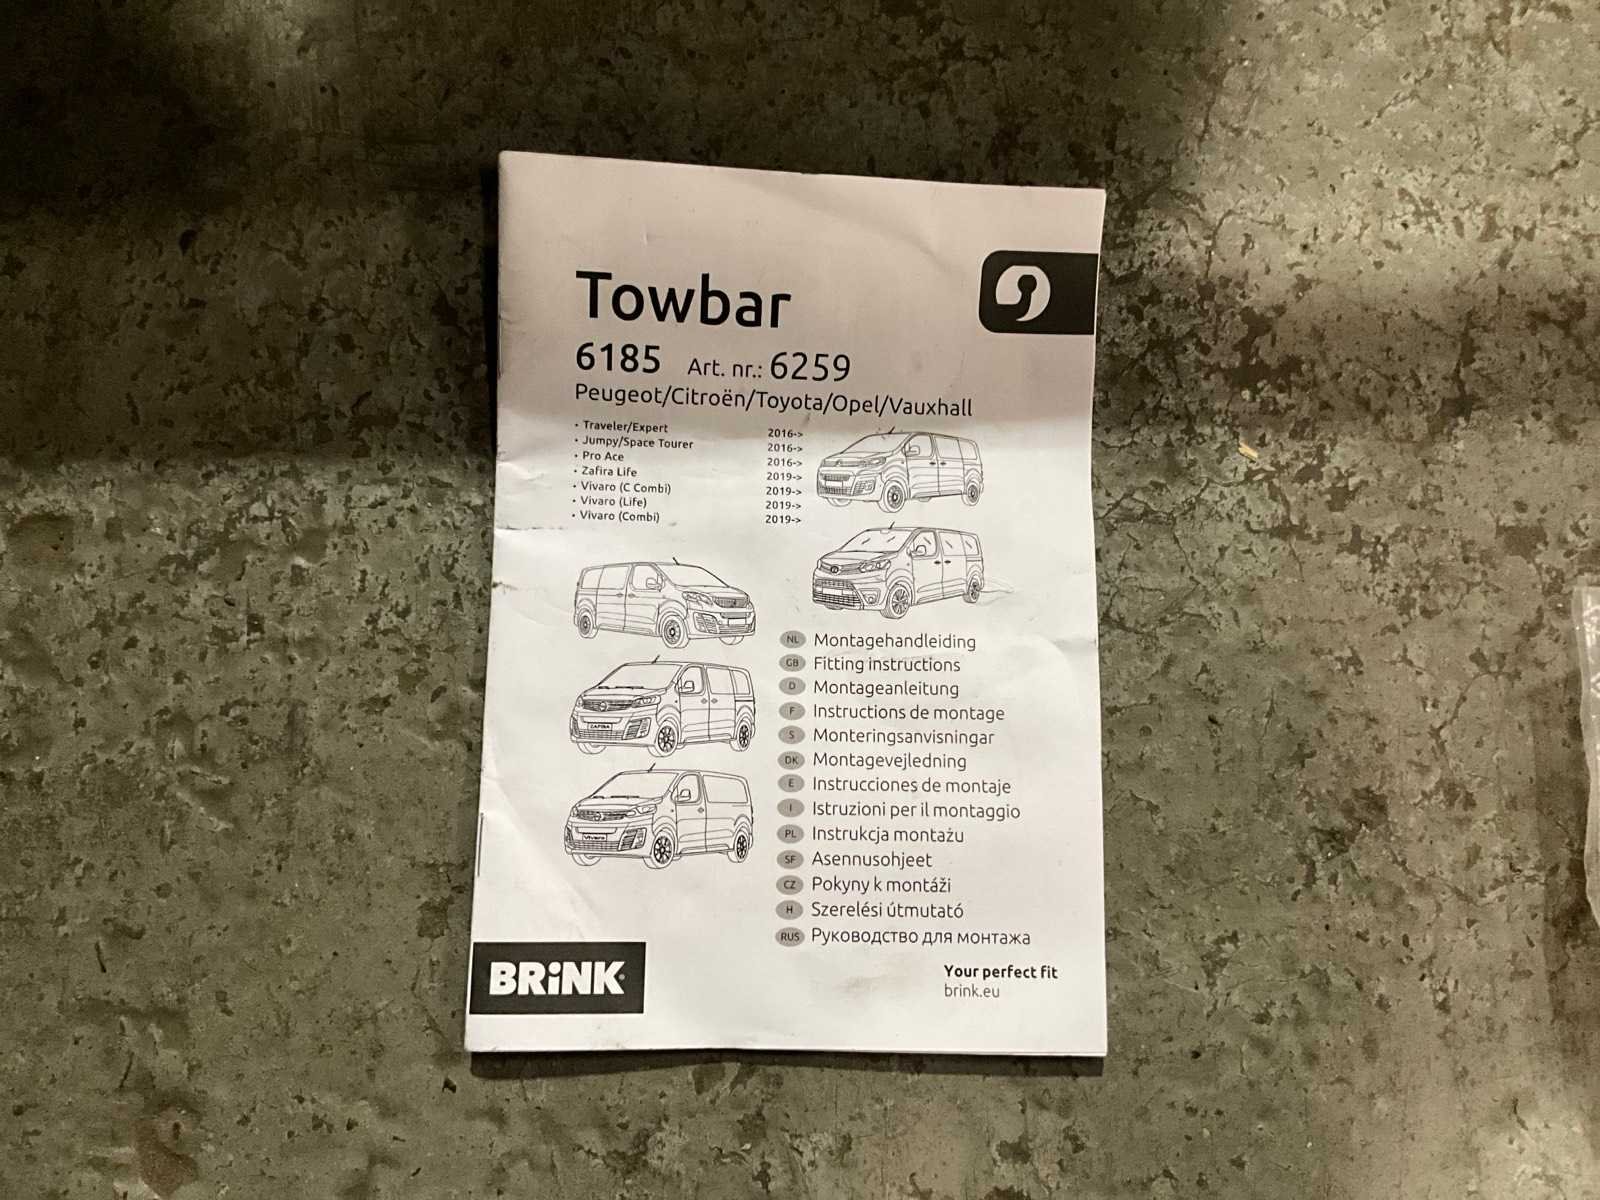 Towbar
6185 Art. nr.: 6259
Peugeot/Citroën/Toyota/Opel/Vauxhall
• Traveler/Expert 2016->
• Jumpy/Space Tourer 2016->
• Pro Ace 2016->
• Zafira Life 2019->
• Vivaro (C Combi) 2019->
• Vivaro (Life) 2019->
• Vivaro (Combi) 2019->
ZAFIRA
Vivaro
NL Montagehandleiding
GB Fitting instructions
D Montageanleitung
F Instructions de montage
S Monteringsanvisningar
DK Montagevejledning
E Instrucciones de montaje
I Istruzioni per il montaggio
PL Instrukcja montażu
SF Asennusohjeet
CZ Pokyny k montáži
H Szerelési útmutató
RUS Руководство для монтажа
BRiNK
Your perfect fit
brink.eu